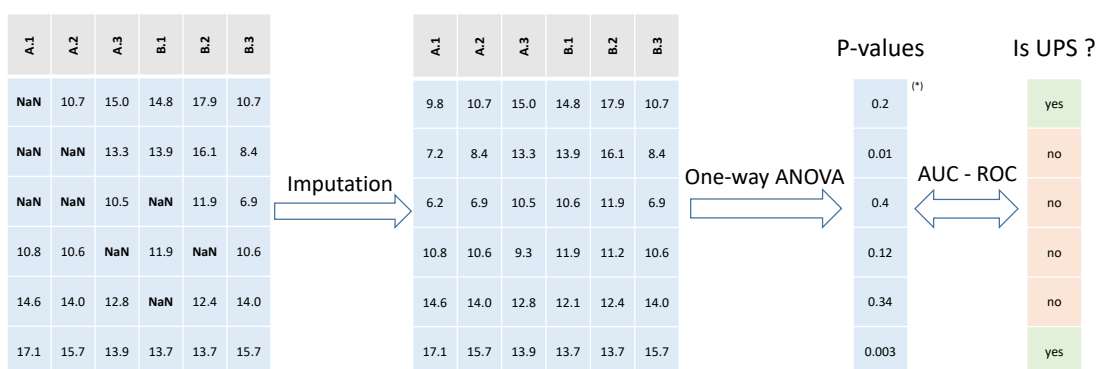 A.1 A.2 A.3 B.1 B.2 B.3
NaN 10.7 15.0 14.8 17.9 10.7
NaN NaN 13.3 13.9 16.1 8.4
NaN NaN 10.5 NaN 11.9 6.9
10.8 10.6 NaN 11.9 NaN 10.6
14.6 14.0 12.8 NaN 12.4 14.0
17.1 15.7 13.9 13.7 13.7 15.7
Imputation
A.1 A.2 A.3 B.1 B.2 B.3
9.8 10.7 15.0 14.8 17.9 10.7
7.2 8.4 13.3 13.9 16.1 8.4
6.2 6.9 10.5 10.6 11.9 6.9
10.8 10.6 9.3 11.9 11.2 10.6
14.6 14.0 12.8 12.1 12.4 14.0
17.1 15.7 13.9 13.7 13.7 15.7
One-way ANOVA
P-values
0.2 (*)
0.01
0.4
0.12
0.34
0.003
AUC - ROC
Is UPS ?
yes
no
no
no
no
yes